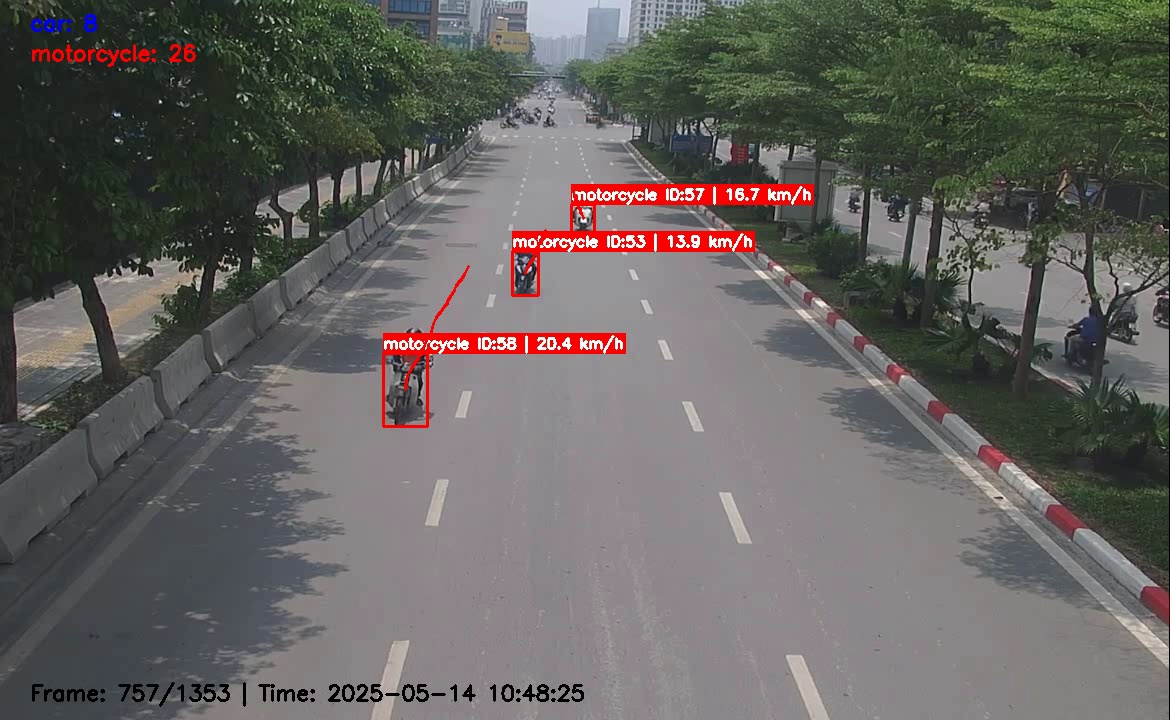 car: 8
motorcycle: 26
motorcycle ID:57 | 16.7 km/h
motorcycle ID:53 | 13.9 km/h
motorcycle ID:58 | 20.4 km/h
Frame: 757/1353 | Time: 2025-05-14 10:48:25